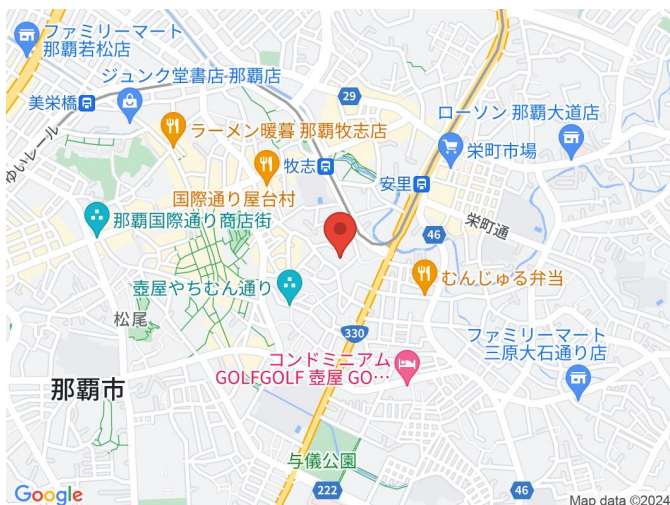 ファミリーマート
那覇若松店
ジュンク堂書店 那覇店
美栄橋
29
ローソン 那覇大道店
ゆいレール
ラーメン暖暮 那覇牧志店
栄町市場
牧志
安里
国際通り屋台村
栄町通
那覇国際通り商店街
46
むんじゅる弁当
壺屋やちむん通り
松尾
330
ファミリーマート
三原大石通り店
コンドミニアム
GOLFGOLF 壺屋 GO…
那覇市
与儀公園
222
46
Google
Map data ©2024